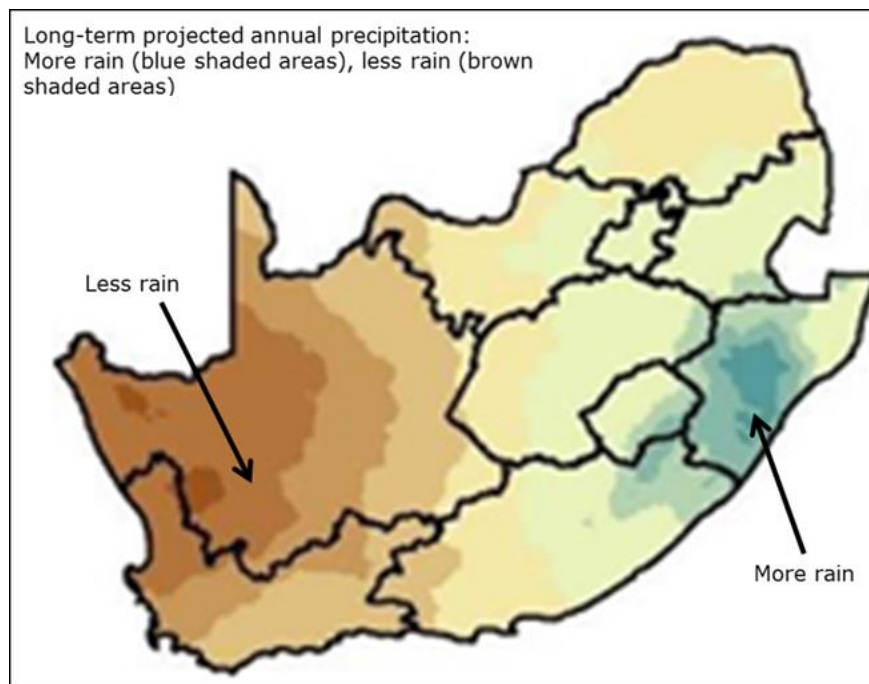 Long-term projected annual precipitation:
More rain (blue shaded areas), less rain (brown
shaded areas)
Less rain
More rain